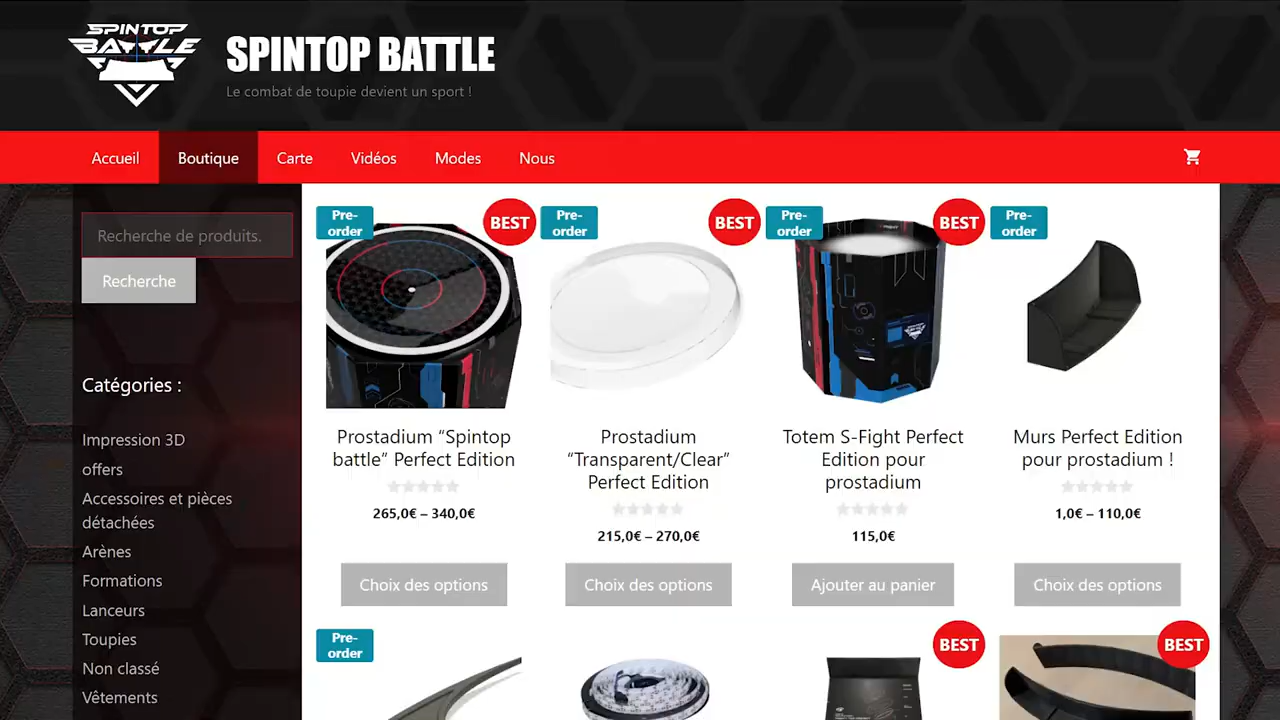 SPINTOP
BATTLE
SPINTOP BATTLE
Le combat de toupie devient un sport !
Accueil
Boutique
Carte
Vidéos
Modes
Nous
Recherche de produits.
Recherche
Catégories :
Impression 3D
offers
Accessoires et pièces
détachées
Arènes
Formations
Lanceurs
Toupies
Non classé
Vêtements
Pre-
order
BEST
Prostadium “Spintop
battle” Perfect Edition
265,0€ – 340,0€
Choix des options
Pre-
order
BEST
Prostadium
“Transparent/Clear”
Perfect Edition
215,0€ – 270,0€
Choix des options
Pre-
order
BEST
Totem S-Fight Perfect
Edition pour
prostadium
115,0€
Ajouter au panier
Pre-
order
Murs Perfect Edition
pour prostadium !
1,0€ – 110,0€
Choix des options
Pre-
order
BEST
BEST